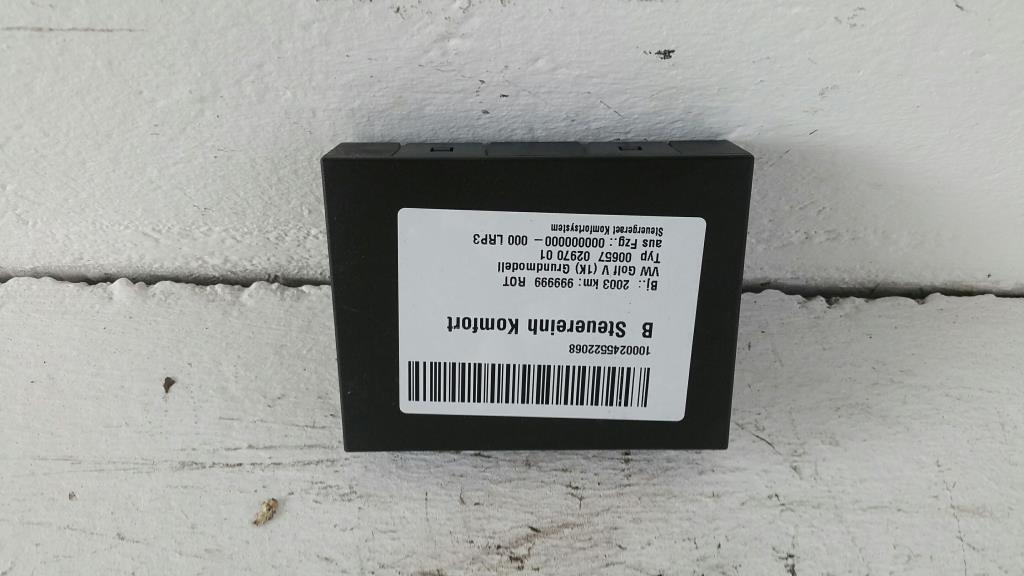 1000245522068
B Steuereinh Komfort
Bj.: 2003 km: 999999 ROT
VW Golf V (1K) Grundmodell
Typ 00657 02970 01
aus Fzg.: 00000000 – 000 LRP3
Steuergeraet Komfortsystem